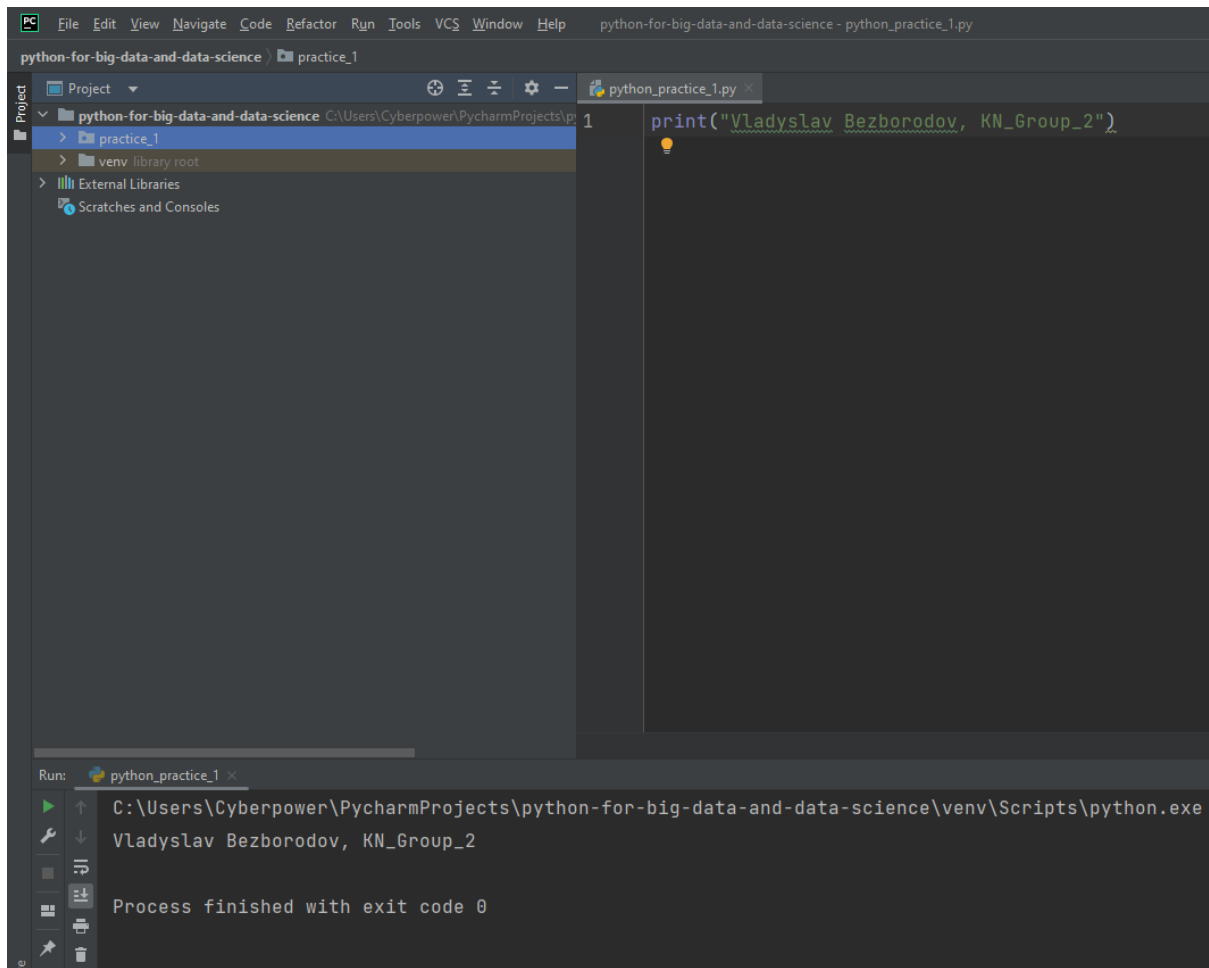 PC File Edit View Navigate Code Refactor Run Tools VCS Window Help python-for-big-data-and-data-science - python_practice_1.py
python-for-big-data-and-data-science practice_1
Project
Project
python_practice_1.py
python-for-big-data-and-data-science C:\Users\Cyberpower\PycharmProjects\p
practice_1
venv library root
External Libraries
Scratches and Consoles
1 print("Vladyslav Bezborodov, KN_Group_2")
Run: python_practice_1
C:\Users\Cyberpower\PycharmProjects\python-for-big-data-and-data-science\venv\Scripts\python.exe
Vladyslav Bezborodov, KN_Group_2
Process finished with exit code 0